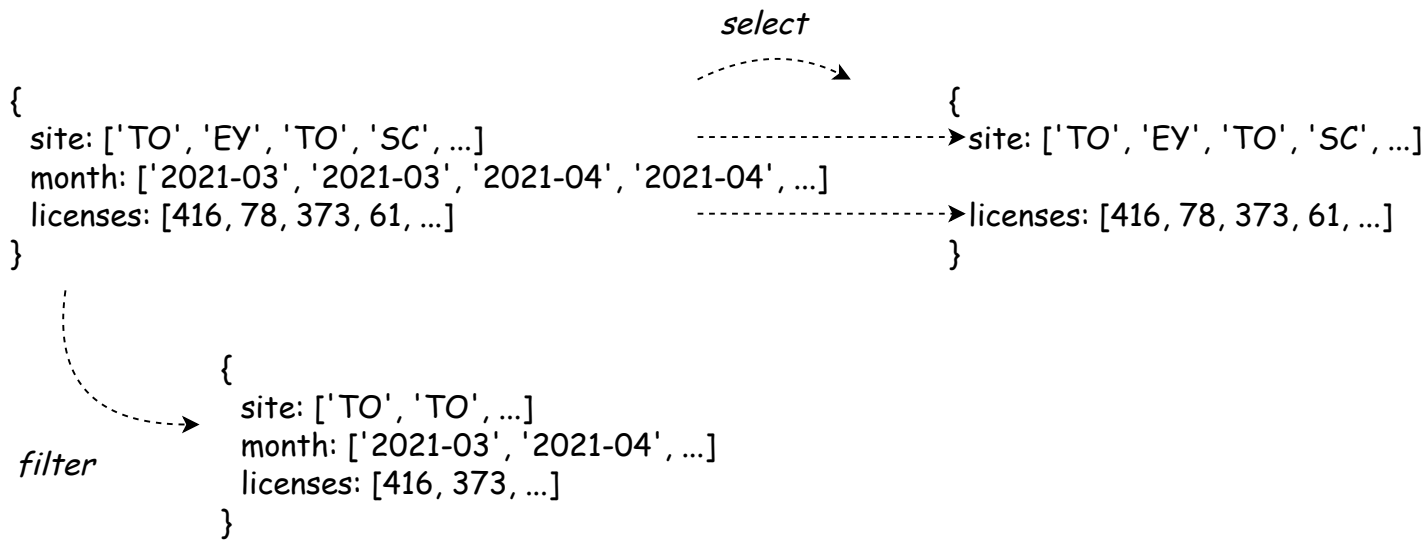 select
{
site: ['TO', 'EY', 'TO', 'SC', ...]
month: ['2021-03', '2021-03', '2021-04', '2021-04', ...]
licenses: [416, 78, 373, 61, ...]
}
{
site: ['TO', 'EY', 'TO', 'SC', ...]
licenses: [416, 78, 373, 61, ...]
}
filter
{
site: ['TO', 'TO', ...]
month: ['2021-03', '2021-04', ...]
licenses: [416, 373, ...]
}